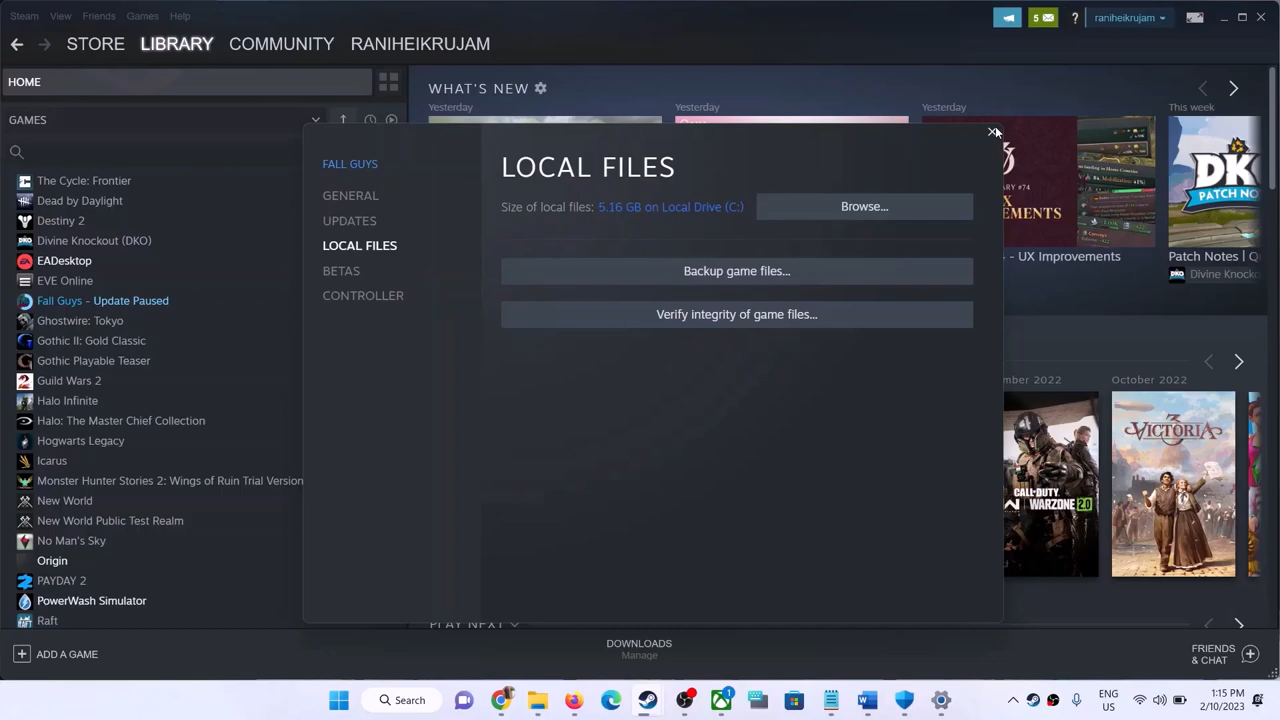 Steam View Friends Games Help
5 ? raniheikrujam
STORE LIBRARY COMMUNITY RANIHEIKRUJAM
HOME
WHAT'S NEW
GAMES
Yesterday Yesterday Yesterday This week
FALL GUYS
LOCAL FILES
GENERAL
Size of local files: 5.16 GB on Local Drive (C:) Browse...
UPDATES
LOCAL FILES
BETAS
Backup game files...
CONTROLLER
Verify integrity of game files...
#74
EMENTS
DK
PATCH NO
- UX Improvements
Patch Notes | Q
Divine Knocko
The Cycle: Frontier
Dead by Daylight
Destiny 2
Divine Knockout (DKO)
EADesktop
EVE Online
Fall Guys - Update Paused
Ghostwire: Tokyo
Gothic II: Gold Classic
Gothic Playable Teaser
Guild Wars 2
Halo Infinite
Halo: The Master Chief Collection
Hogwarts Legacy
Icarus
Monster Hunter Stories 2: Wings of Ruin Trial Version
New World
New World Public Test Realm
No Man's Sky
Origin
PAYDAY 2
PowerWash Simulator
Raft
mber 2022 October 2022
CALL OF DUTY
WARZONE 2.0
VICTORIA
3
PLAY NEXT
ADD A GAME
DOWNLOADS
Manage
FRIENDS
& CHAT
Search
1
ENG
US
1:15 PM
2/10/2023